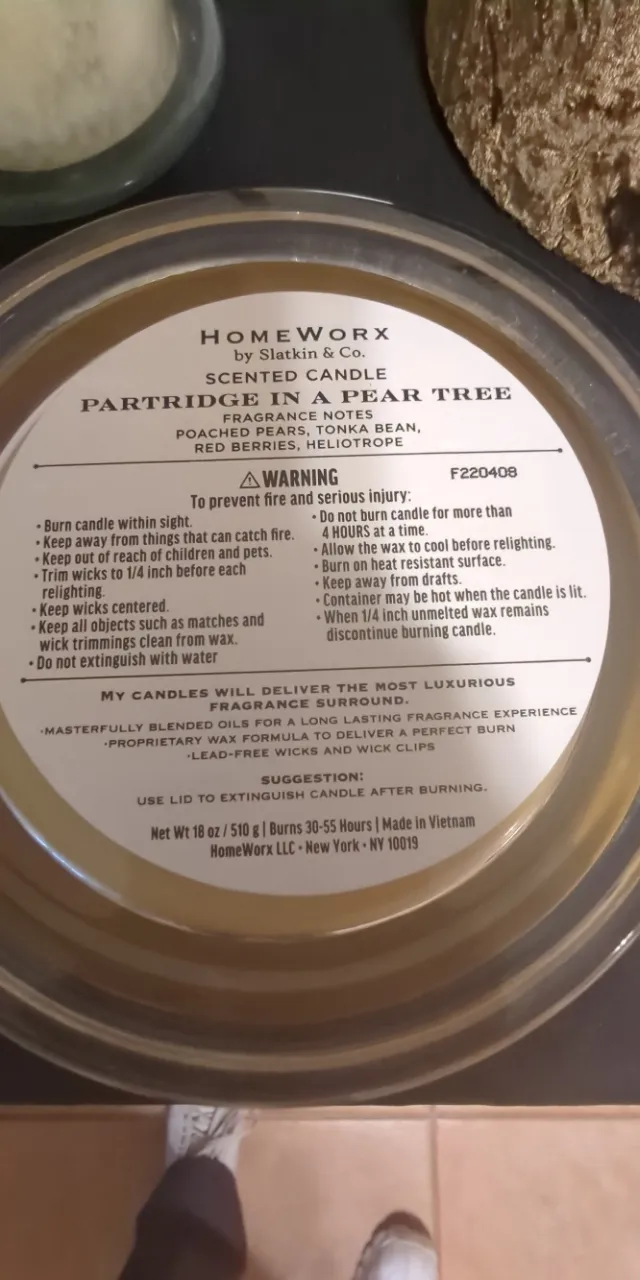 HOMEWORX
by Slatkin & Co.
SCENTED CANDLE
PARTRIDGE IN A PEAR TREE
FRAGRANCE NOTES
POACHED PEARS, TONKA BEAN,
RED BERRIES, HELIOTROPE
⚠WARNING
F220408
To prevent fire and serious injury:
• Burn candle within sight.
• Keep away from things that can catch fire.
• Keep out of reach of children and pets.
• Trim wicks to 1/4 inch before each
relighting.
• Keep wicks centered.
• Keep all objects such as matches and
wick trimmings clean from wax.
• Do not extinguish with water
• Do not burn candle for more than
4 HOURS at a time.
• Allow the wax to cool before relighting.
• Burn on heat resistant surface.
• Keep away from drafts.
• Container may be hot when the candle is lit.
• When 1/4 inch unmelted wax remains
discontinue burning candle.
MY CANDLES WILL DELIVER THE MOST LUXURIOUS
FRAGRANCE SURROUND.
•MASTERFULLY BLENDED OILS FOR A LONG LASTING FRAGRANCE EXPERIENCE
•PROPRIETARY WAX FORMULA TO DELIVER A PERFECT BURN
•LEAD-FREE WICKS AND WICK CLIPS
SUGGESTION:
USE LID TO EXTINGUISH CANDLE AFTER BURNING.
Net Wt 18 oz / 510 g | Burns 30-55 Hours | Made in Vietnam
HomeWorx LLC • New York • NY 10019